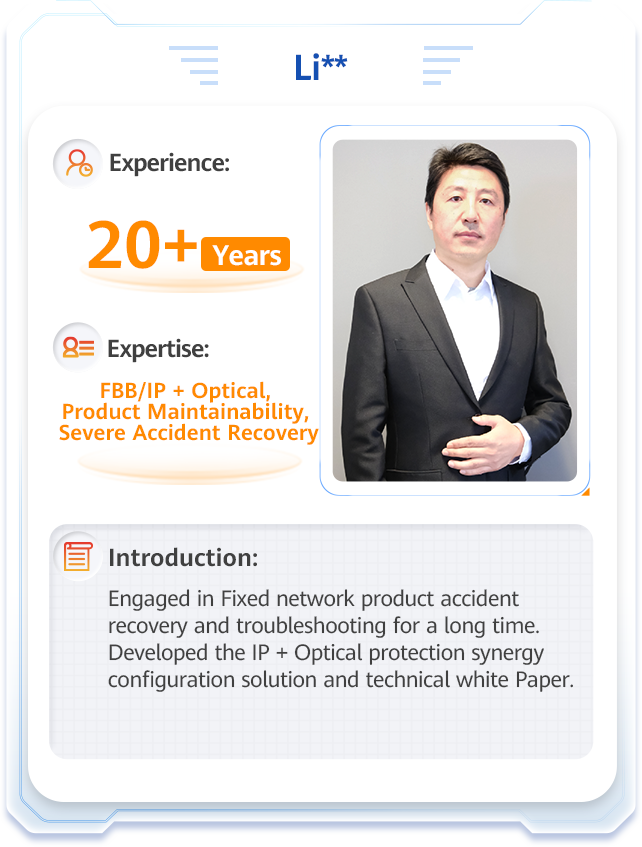 Li**
Experience:
20+ Years
Expertise:
FBB/IP + Optical,
Product Maintainability,
Severe Accident Recovery
Introduction:
Engaged in Fixed network product accident
recovery and troubleshooting for a long time.
Developed the IP + Optical protection synergy
configuration solution and technical white Paper.